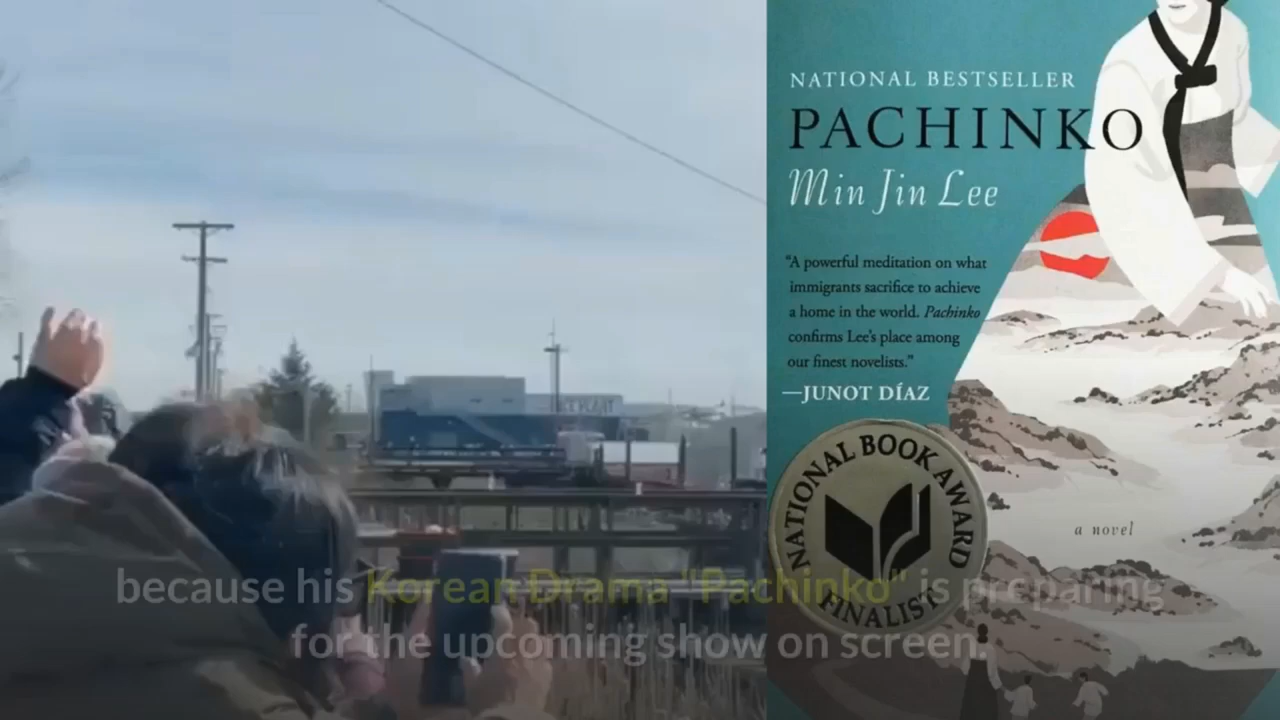 NATIONAL BESTSELLER
PACHINKO
Min Jin Lee
“A powerful meditation on what
immigrants sacrifice to achieve
a home in the world. Pachinko
confirms Lee’s place among
our finest novelists.”
—JUNOT DÍAZ
NATIONAL BOOK AWARD
FINALIST
a novel
because his Korean Drama "Pachinko" is preparing
for the upcoming show on screen.